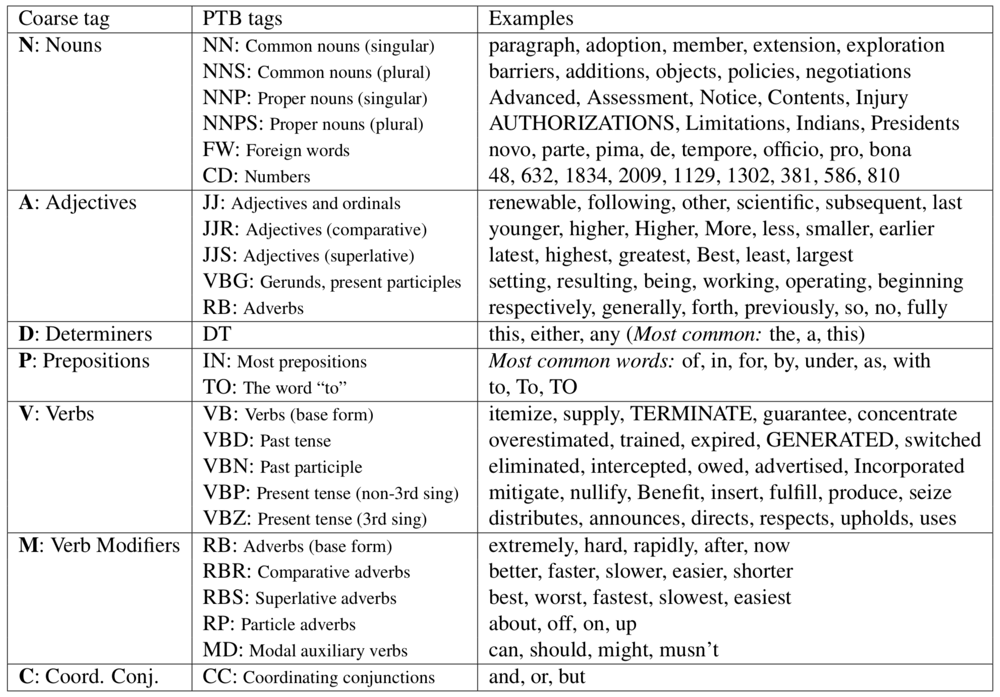 Coarse tag PTB tags Examples
N: Nouns NN: Common nouns (singular) paragraph, adoption, member, extension, exploration
NNS: Common nouns (plural) barriers, additions, objects, policies, negotiations
NNP: Proper nouns (singular) Advanced, Assessment, Notice, Contents, Injury
NNPS: Proper nouns (plural) AUTHORIZATIONS, Limitations, Indians, Presidents
FW: Foreign words novo, parte, pima, de, tempore, officio, pro, bona
CD: Numbers 48, 632, 1834, 2009, 1129, 1302, 381, 586, 810
A: Adjectives JJ: Adjectives and ordinals renewable, following, other, scientific, subsequent, last
JJR: Adjectives (comparative) younger, higher, Higher, More, less, smaller, earlier
JJS: Adjectives (superlative) latest, highest, greatest, Best, least, largest
VBG: Gerunds, present participles setting, resulting, being, working, operating, beginning
RB: Adverbs respectively, generally, forth, previously, so, no, fully
D: Determiners DT this, either, any (Most common: the, a, this)
P: Prepositions IN: Most prepositions Most common words: of, in, for, by, under, as, with
TO: The word “to” to, To, TO
V: Verbs VB: Verbs (base form) itemize, supply, TERMINATE, guarantee, concentrate
VBD: Past tense overestimated, trained, expired, GENERATED, switched
VBN: Past participle eliminated, intercepted, owed, advertised, Incorporated
VBP: Present tense (non-3rd sing) mitigate, nullify, Benefit, insert, fulfill, produce, seize
VBZ: Present tense (3rd sing) distributes, announces, directs, respects, upholds, uses
M: Verb Modifiers RB: Adverbs (base form) extremely, hard, rapidly, after, now
RBR: Comparative adverbs better, faster, slower, easier, shorter
RBS: Superlative adverbs best, worst, fastest, slowest, easiest
RP: Particle adverbs about, off, on, up
MD: Modal auxiliary verbs can, should, might, musn’t
C: Coord. Conj. CC: Coordinating conjunctions and, or, but